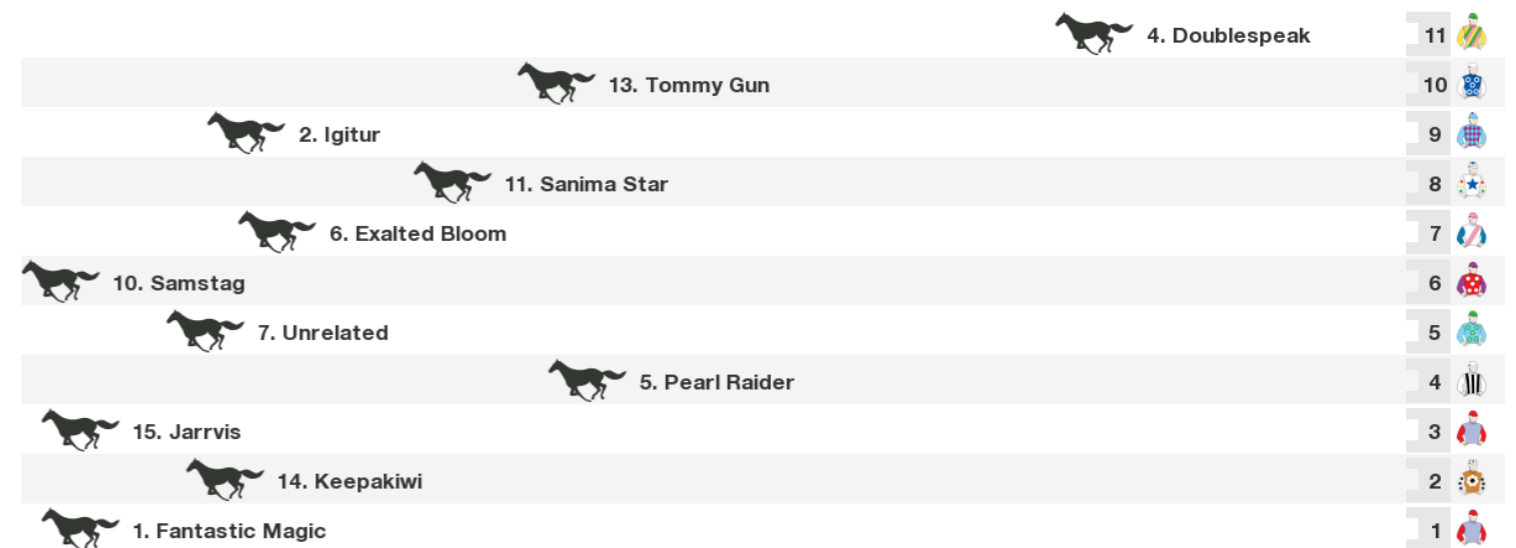 4. Doublespeak 11
13. Tommy Gun 10
2. Igitur 9
11. Sanima Star 8
6. Exalted Bloom 7
10. Samstag 6
7. Unrelated 5
5. Pearl Raider 4
15. Jarrvis 3
14. Keepakiwi 2
1. Fantastic Magic 1